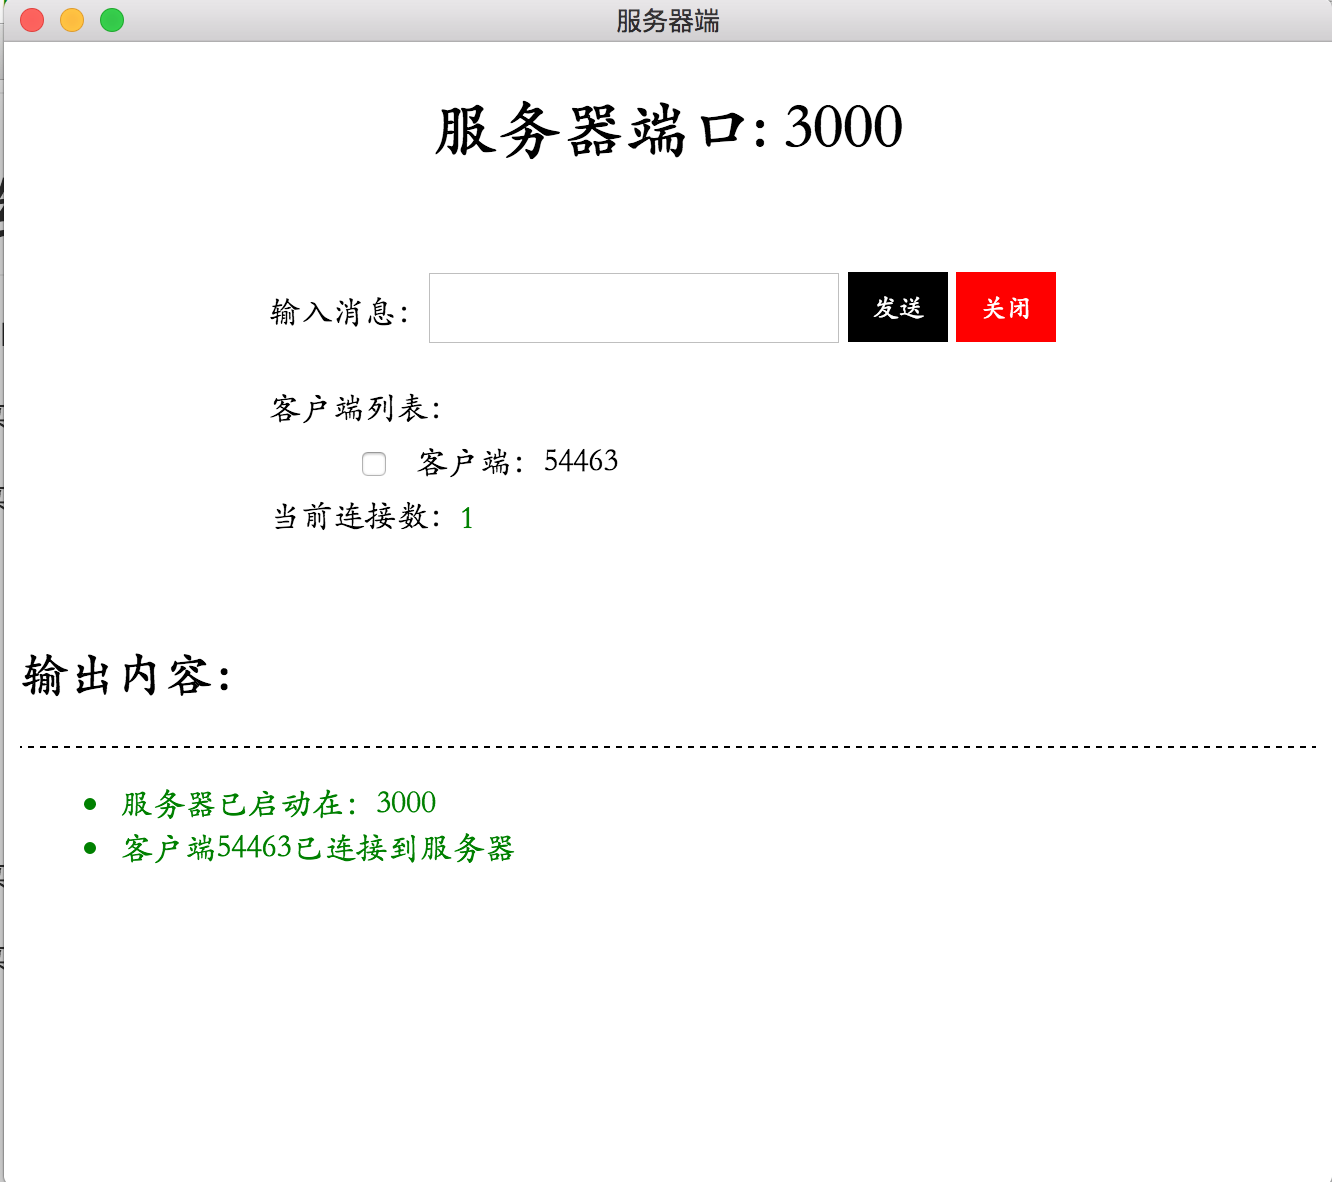 服务器端
服务器端口: 3000
输入消息： 发送 关闭
客户端列表：
客户端：54463
当前连接数：1
输出内容：
服务器已启动在：3000
客户端54463已连接到服务器